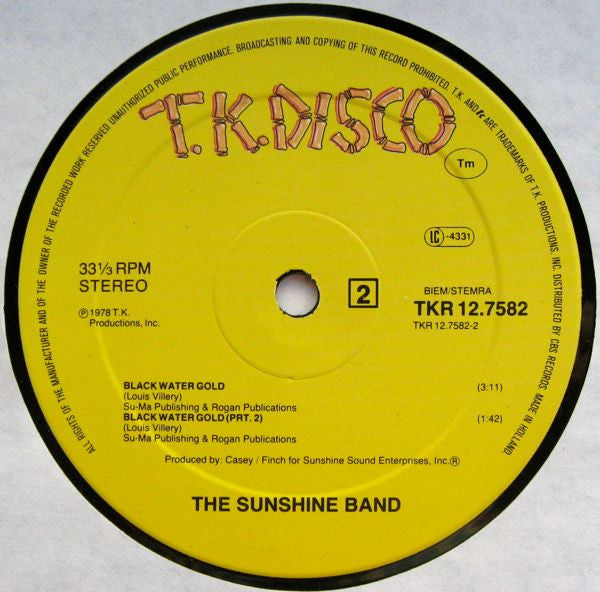 ALL RIGHTS OF THE MANUFACTURER AND OF THE OWNER OF THE RECORDED WORK RESERVED UNAUTHORIZED PUBLIC PERFORMANCE, BROADCASTING AND COPYING OF THIS RECORD PROHIBITED. T.K. AND tk ARE TRADEMARKS OF T.K. PRODUCTIONS, INC. DISTRIBUTED BY CBS RECORDS MADE IN HOLLAND.
T.K.DISCO
Tm
LC-4331
33⅓ RPM
STEREO
℗1978 T.K.
Productions, Inc.
2
BIEM/STEMRA
TKR 12.7582
TKR 12.7582-2
BLACK WATER GOLD (3:11)
(Louis Villery)
Su-Ma Publishing & Rogan Publications
BLACK WATER GOLD (PRT. 2) (1:42)
(Louis Villery)
Su-Ma Publishing & Rogan Publications
Produced by: Casey / Finch for Sunshine Sound Enterprises, Inc.®
THE SUNSHINE BAND